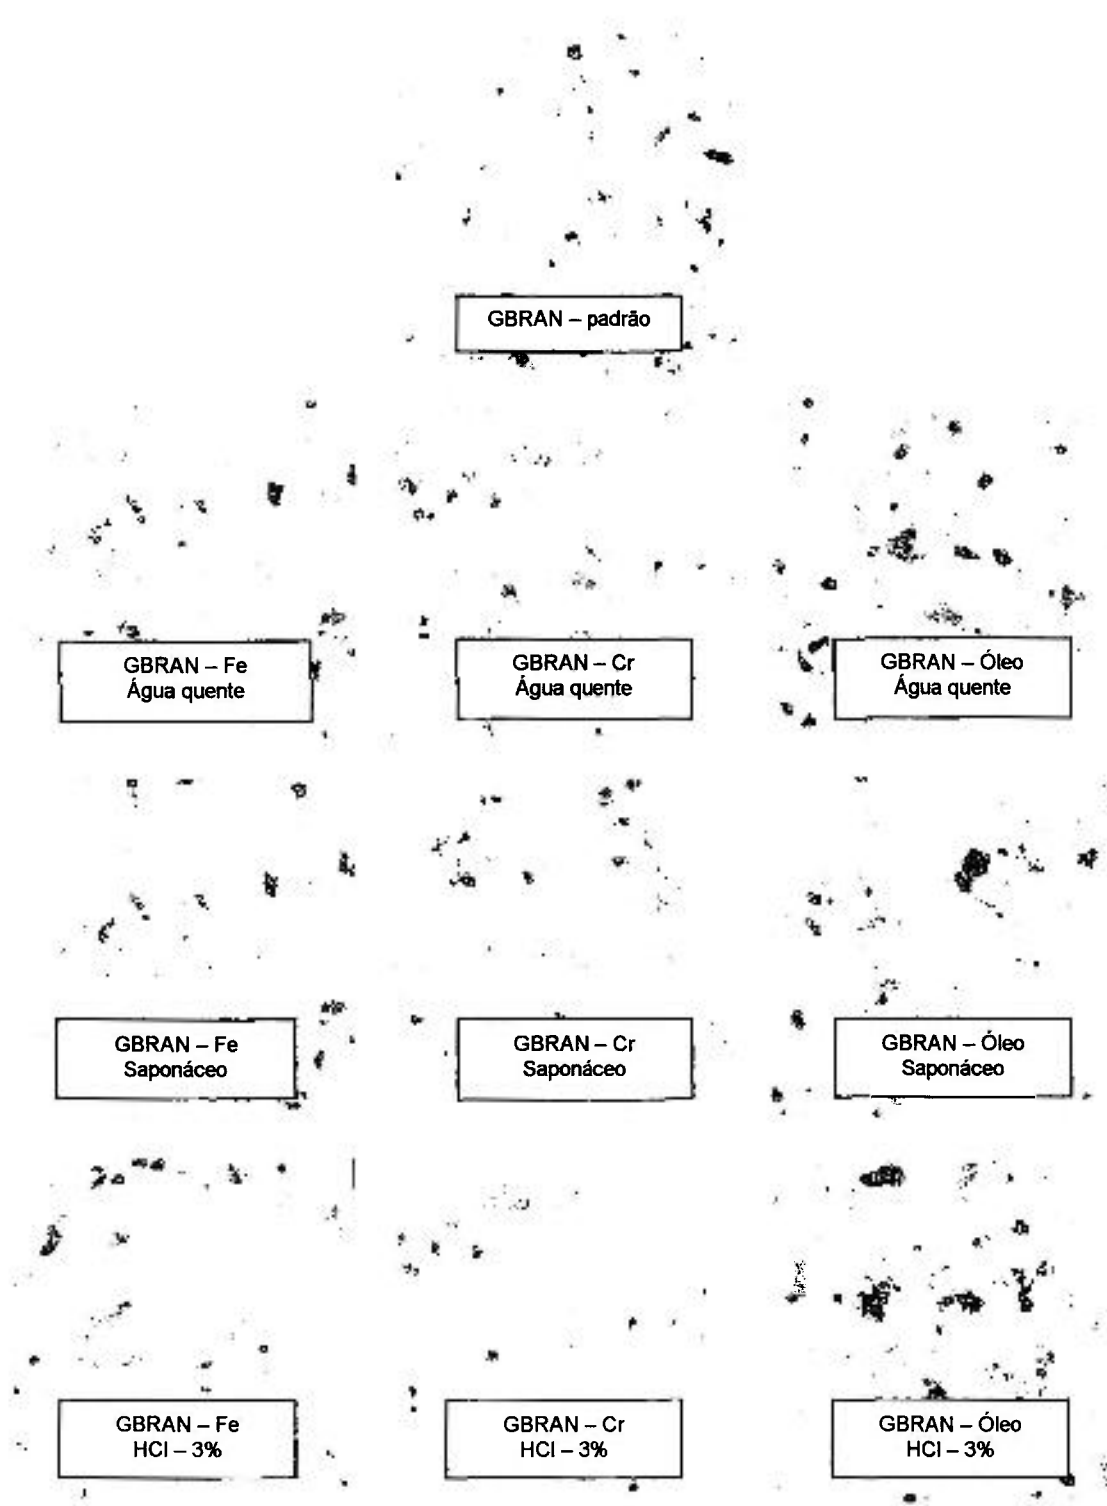 GBRAN – padrão
GBRAN – Fe
Água quente
GBRAN – Cr
Água quente
GBRAN – Óleo
Água quente
GBRAN – Fe
Saponáceo
GBRAN – Cr
Saponáceo
GBRAN – Óleo
Saponáceo
GBRAN – Fe
HCl – 3%
GBRAN – Cr
HCl – 3%
GBRAN – Óleo
HCl – 3%